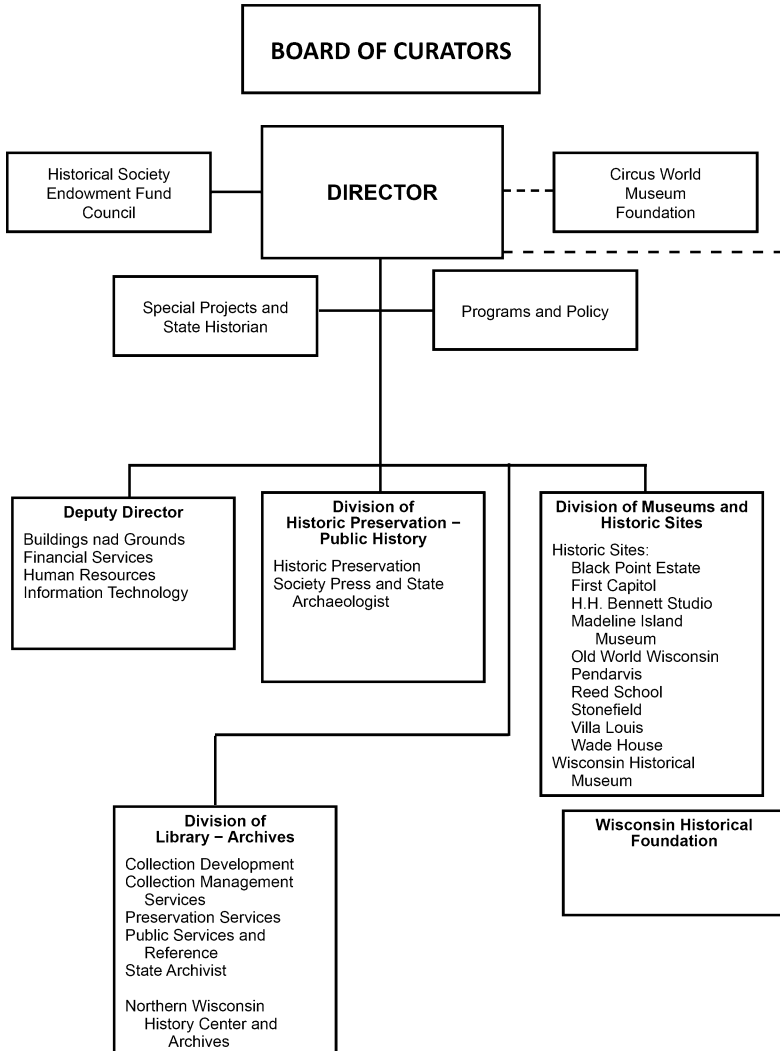 BOARD OF CURATORS
Historical Society
Endowment Fund
Council
DIRECTOR
Circus World
Museum
Foundation
Special Projects and
State Historian
Programs and Policy
Deputy Director
Buildings nad Grounds
Financial Services
Human Resources
Information Technology
Division of
Historic Preservation −
Public History
Historic Preservation
Society Press and State
Archaeologist
Division of Museums and
Historic Sites
Historic Sites:
Black Point Estate
First Capitol
H.H. Bennett Studio
Madeline Island
Museum
Old World Wisconsin
Pendarvis
Reed School
Stonefield
Villa Louis
Wade House
Wisconsin Historical
Museum
Division of
Library − Archives
Collection Development
Collection Management
Services
Preservation Services
Public Services and
Reference
State Archivist
Northern Wisconsin
History Center and
Archives
Wisconsin Historical
Foundation